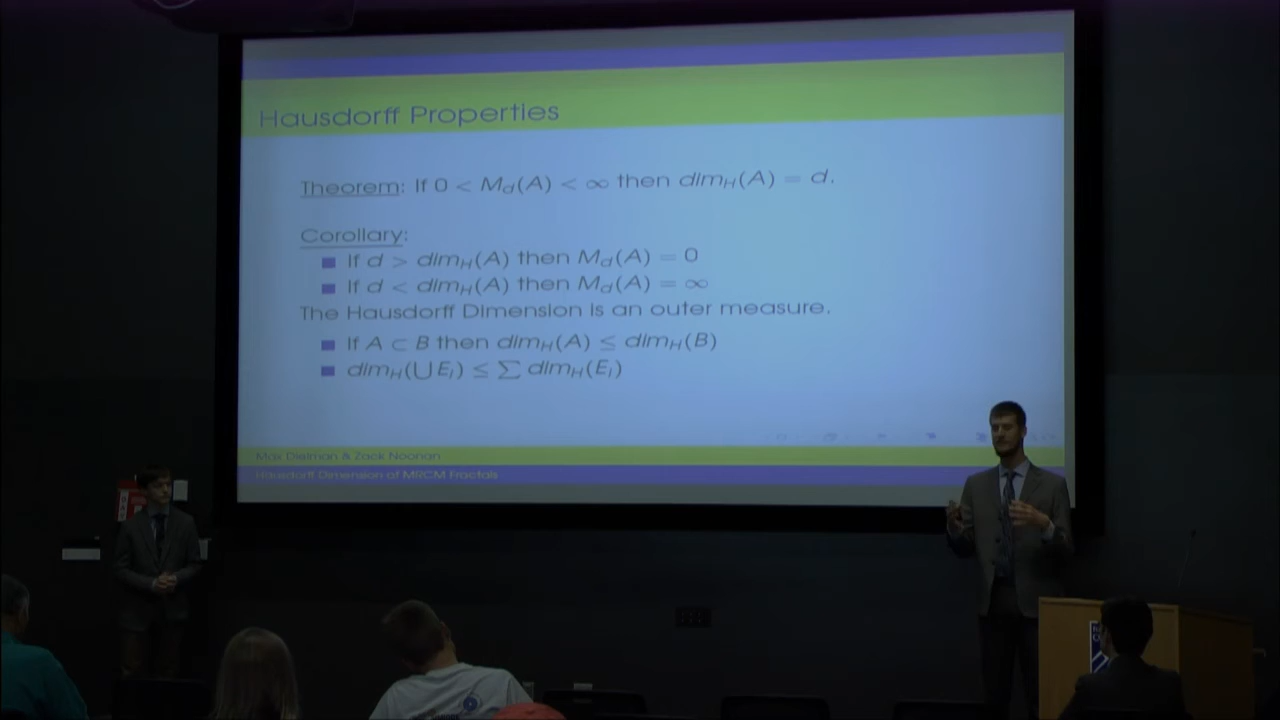 Hausdorff Properties
Theorem: If 0 < M_d(A) < ∞ then dim_H(A) = d.
Corollary:
■ If d > dim_H(A) then M_d(A) = 0
■ If d < dim_H(A) then M_d(A) = ∞
The Hausdorff Dimension is an outer measure.
■ If A ⊂ B then dim_H(A) ≤ dim_H(B)
■ dim_H(⋃ E_i) ≤ ∑ dim_H(E_i)
Max Dielman & Zack Noonan
Hausdorff Dimension of MRCM Fractals